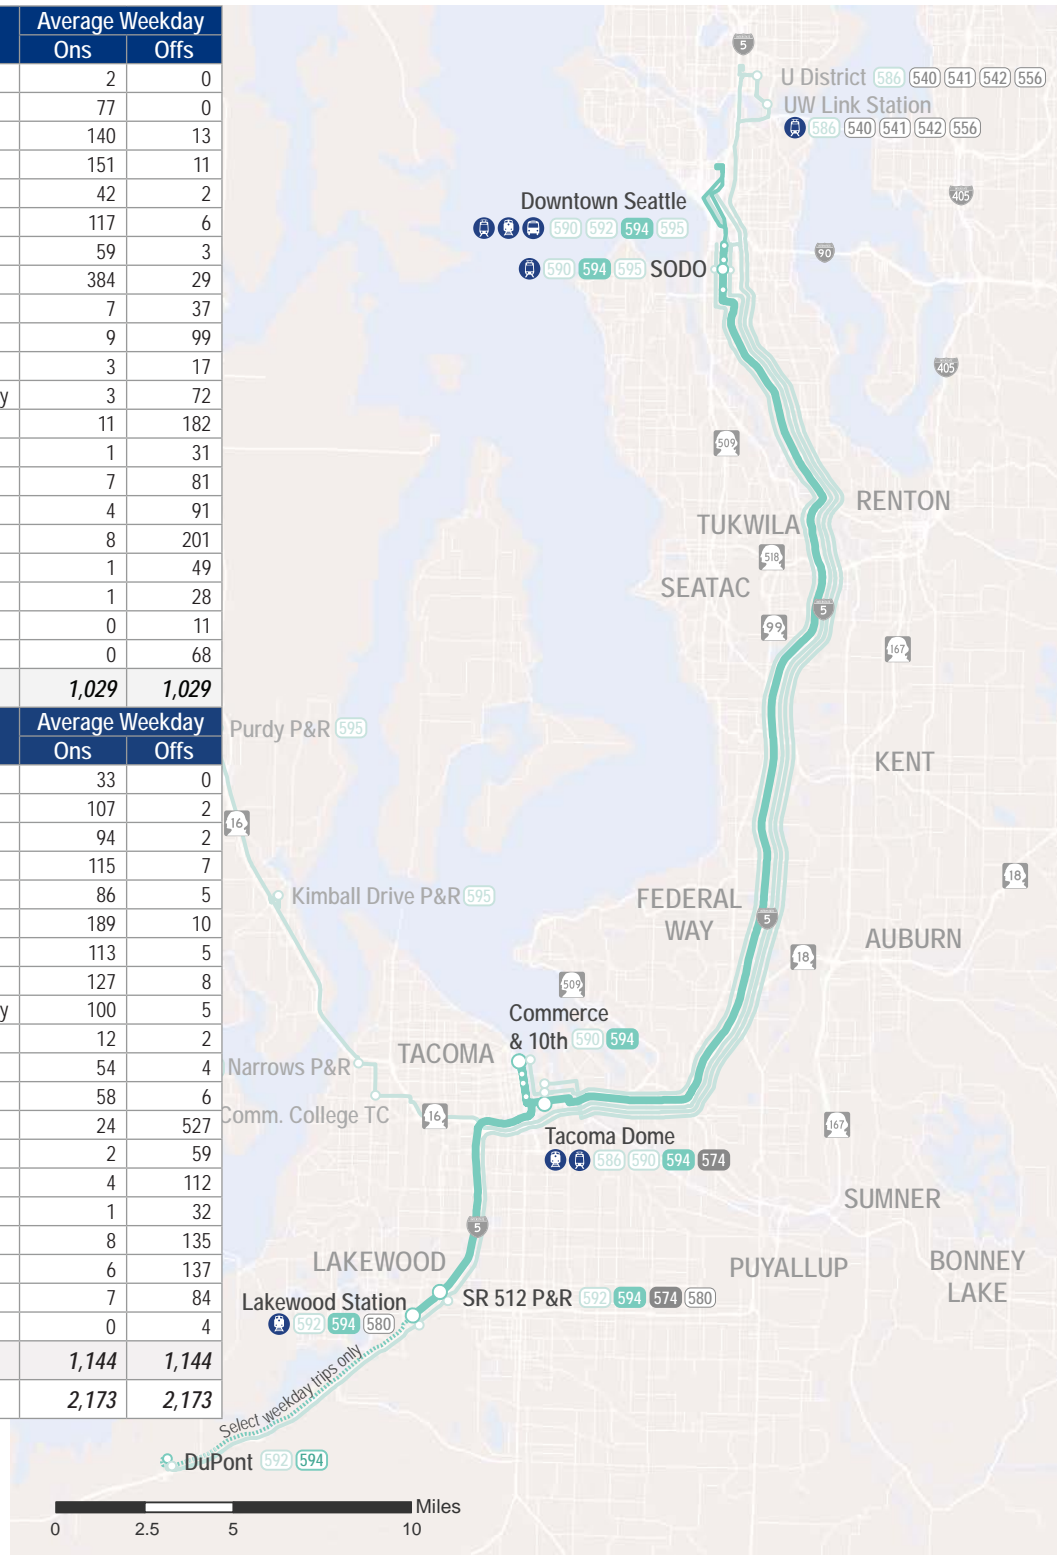 Average Weekday
Ons Offs
2 0
77 0
140 13
151 11
42 2
117 6
59 3
384 29
7 37
9 99
3 17
y 3 72
11 182
1 31
7 81
4 91
8 201
1 49
1 28
0 11
0 68
1,029 1,029
Average Weekday
Ons Offs
33 0
107 2
94 2
115 7
86 5
189 10
113 5
127 8
y 100 5
12 2
54 4
58 6
24 527
2 59
4 112
1 32
8 135
6 137
7 84
0 4
1,144 1,144
2,173 2,173
5
U District 586 540 541 542 556
UW Link Station
586 540 541 542 556
405
Downtown Seattle
590 592 594 595
90
590 594 595 SODO
405
509
RENTON
TUKWILA
518
SEATAC
5
99
167
Purdy P&R 595
KENT
16
18
Kimball Drive P&R 595
FEDERAL
WAY
5
AUBURN
18
509
Commerce
& 10th 590 594
TACOMA
Narrows P&R
Comm. College TC
16
167
Tacoma Dome
586 590 594 574
SUMNER
5
LAKEWOOD
PUYALLUP
BONNEY
LAKE
SR 512 P&R 592 594 574 580
Lakewood Station
592 594 580
Select weekday trips only
DuPont 592 594
Miles
0 2.5 5 10